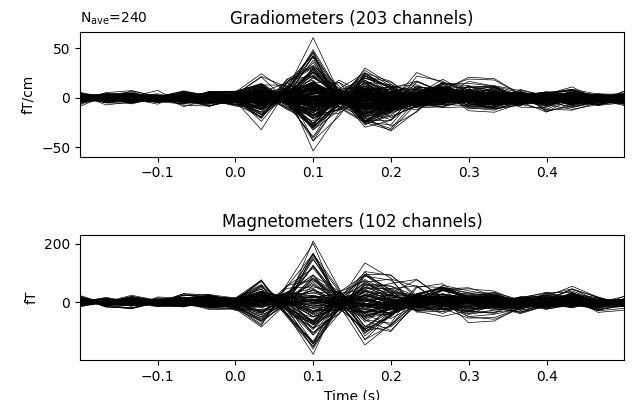 Nave=240
Gradiometers (203 channels)
50
0
−50
fT/cm
−0.1 0.0 0.1 0.2 0.3 0.4
Magnetometers (102 channels)
200
0
fT
−0.1 0.0 0.1 0.2 0.3 0.4
Time (s)